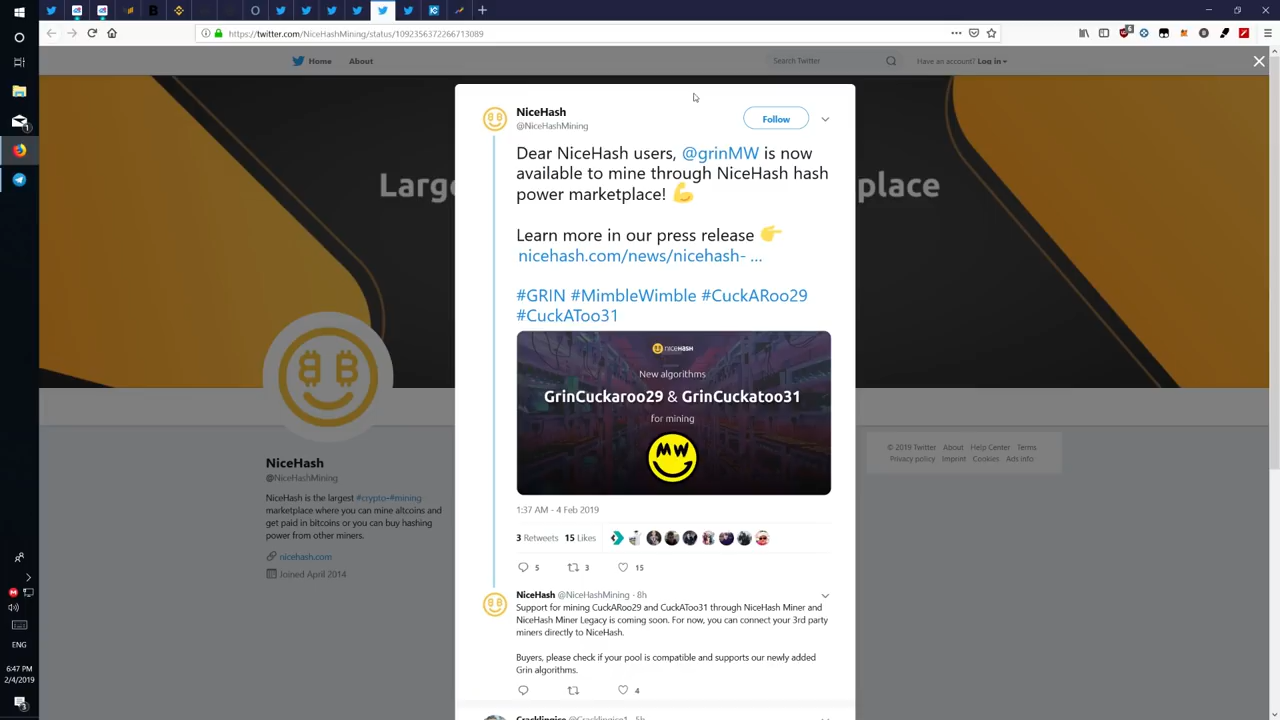 https://twitter.com/NiceHashMining/status/1092356372266713089
Home About
Search Twitter
Have an account? Log in
Larg
place
NiceHash
@NiceHashMining
Follow
Dear NiceHash users, @grinMW is now
available to mine through NiceHash hash
power marketplace! 💪
Learn more in our press release 👉
nicehash.com/news/nicehash- …
#GRIN #MimbleWimble #CuckARoo29
#CuckAToo31
NICEHASH
New algorithms
GrinCuckaroo29 & GrinCuckatoo31
for mining
MW
1:37 AM - 4 Feb 2019
3 Retweets 15 Likes
5 3 15
NiceHash @NiceHashMining · 8h
Support for mining CuckARoo29 and CuckAToo31 through NiceHash Miner and
NiceHash Miner Legacy is coming soon. For now, you can connect your 3rd party
miners directly to NiceHash.
Buyers, please check if your pool is compatible and supports our newly added
Grin algorithms.
4
NiceHash
@NiceHashMining
NiceHash is the largest #crypto-#mining
marketplace where you can mine altcoins and
get paid in bitcoins or you can buy hashing
power from other miners.
nicehash.com
Joined April 2014
© 2019 Twitter About Help Center Terms
Privacy policy Imprint Cookies Ads info
ENG
6:47 PM
2/4/2019